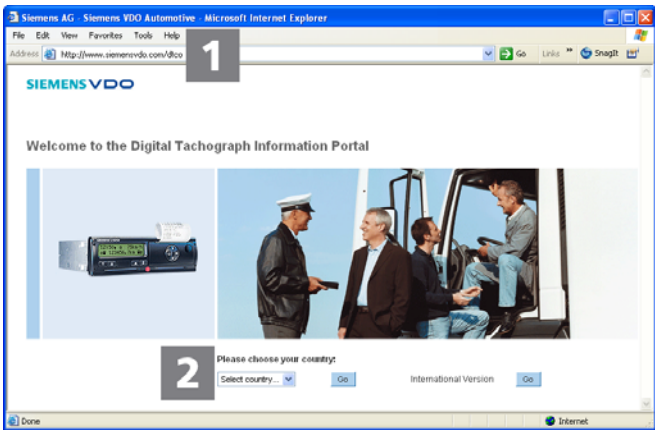 Siemens AG - Siemens VDO Automotive - Microsoft Internet Explorer
File Edit View Favorites Tools Help
Address http://www.siemensvdo.com/dtco Go Links » SnagIt
1
SIEMENS VDO
Welcome to the Digital Tachograph Information Portal
2
Please choose your country:
Select country... Go International Version Go
Done Internet